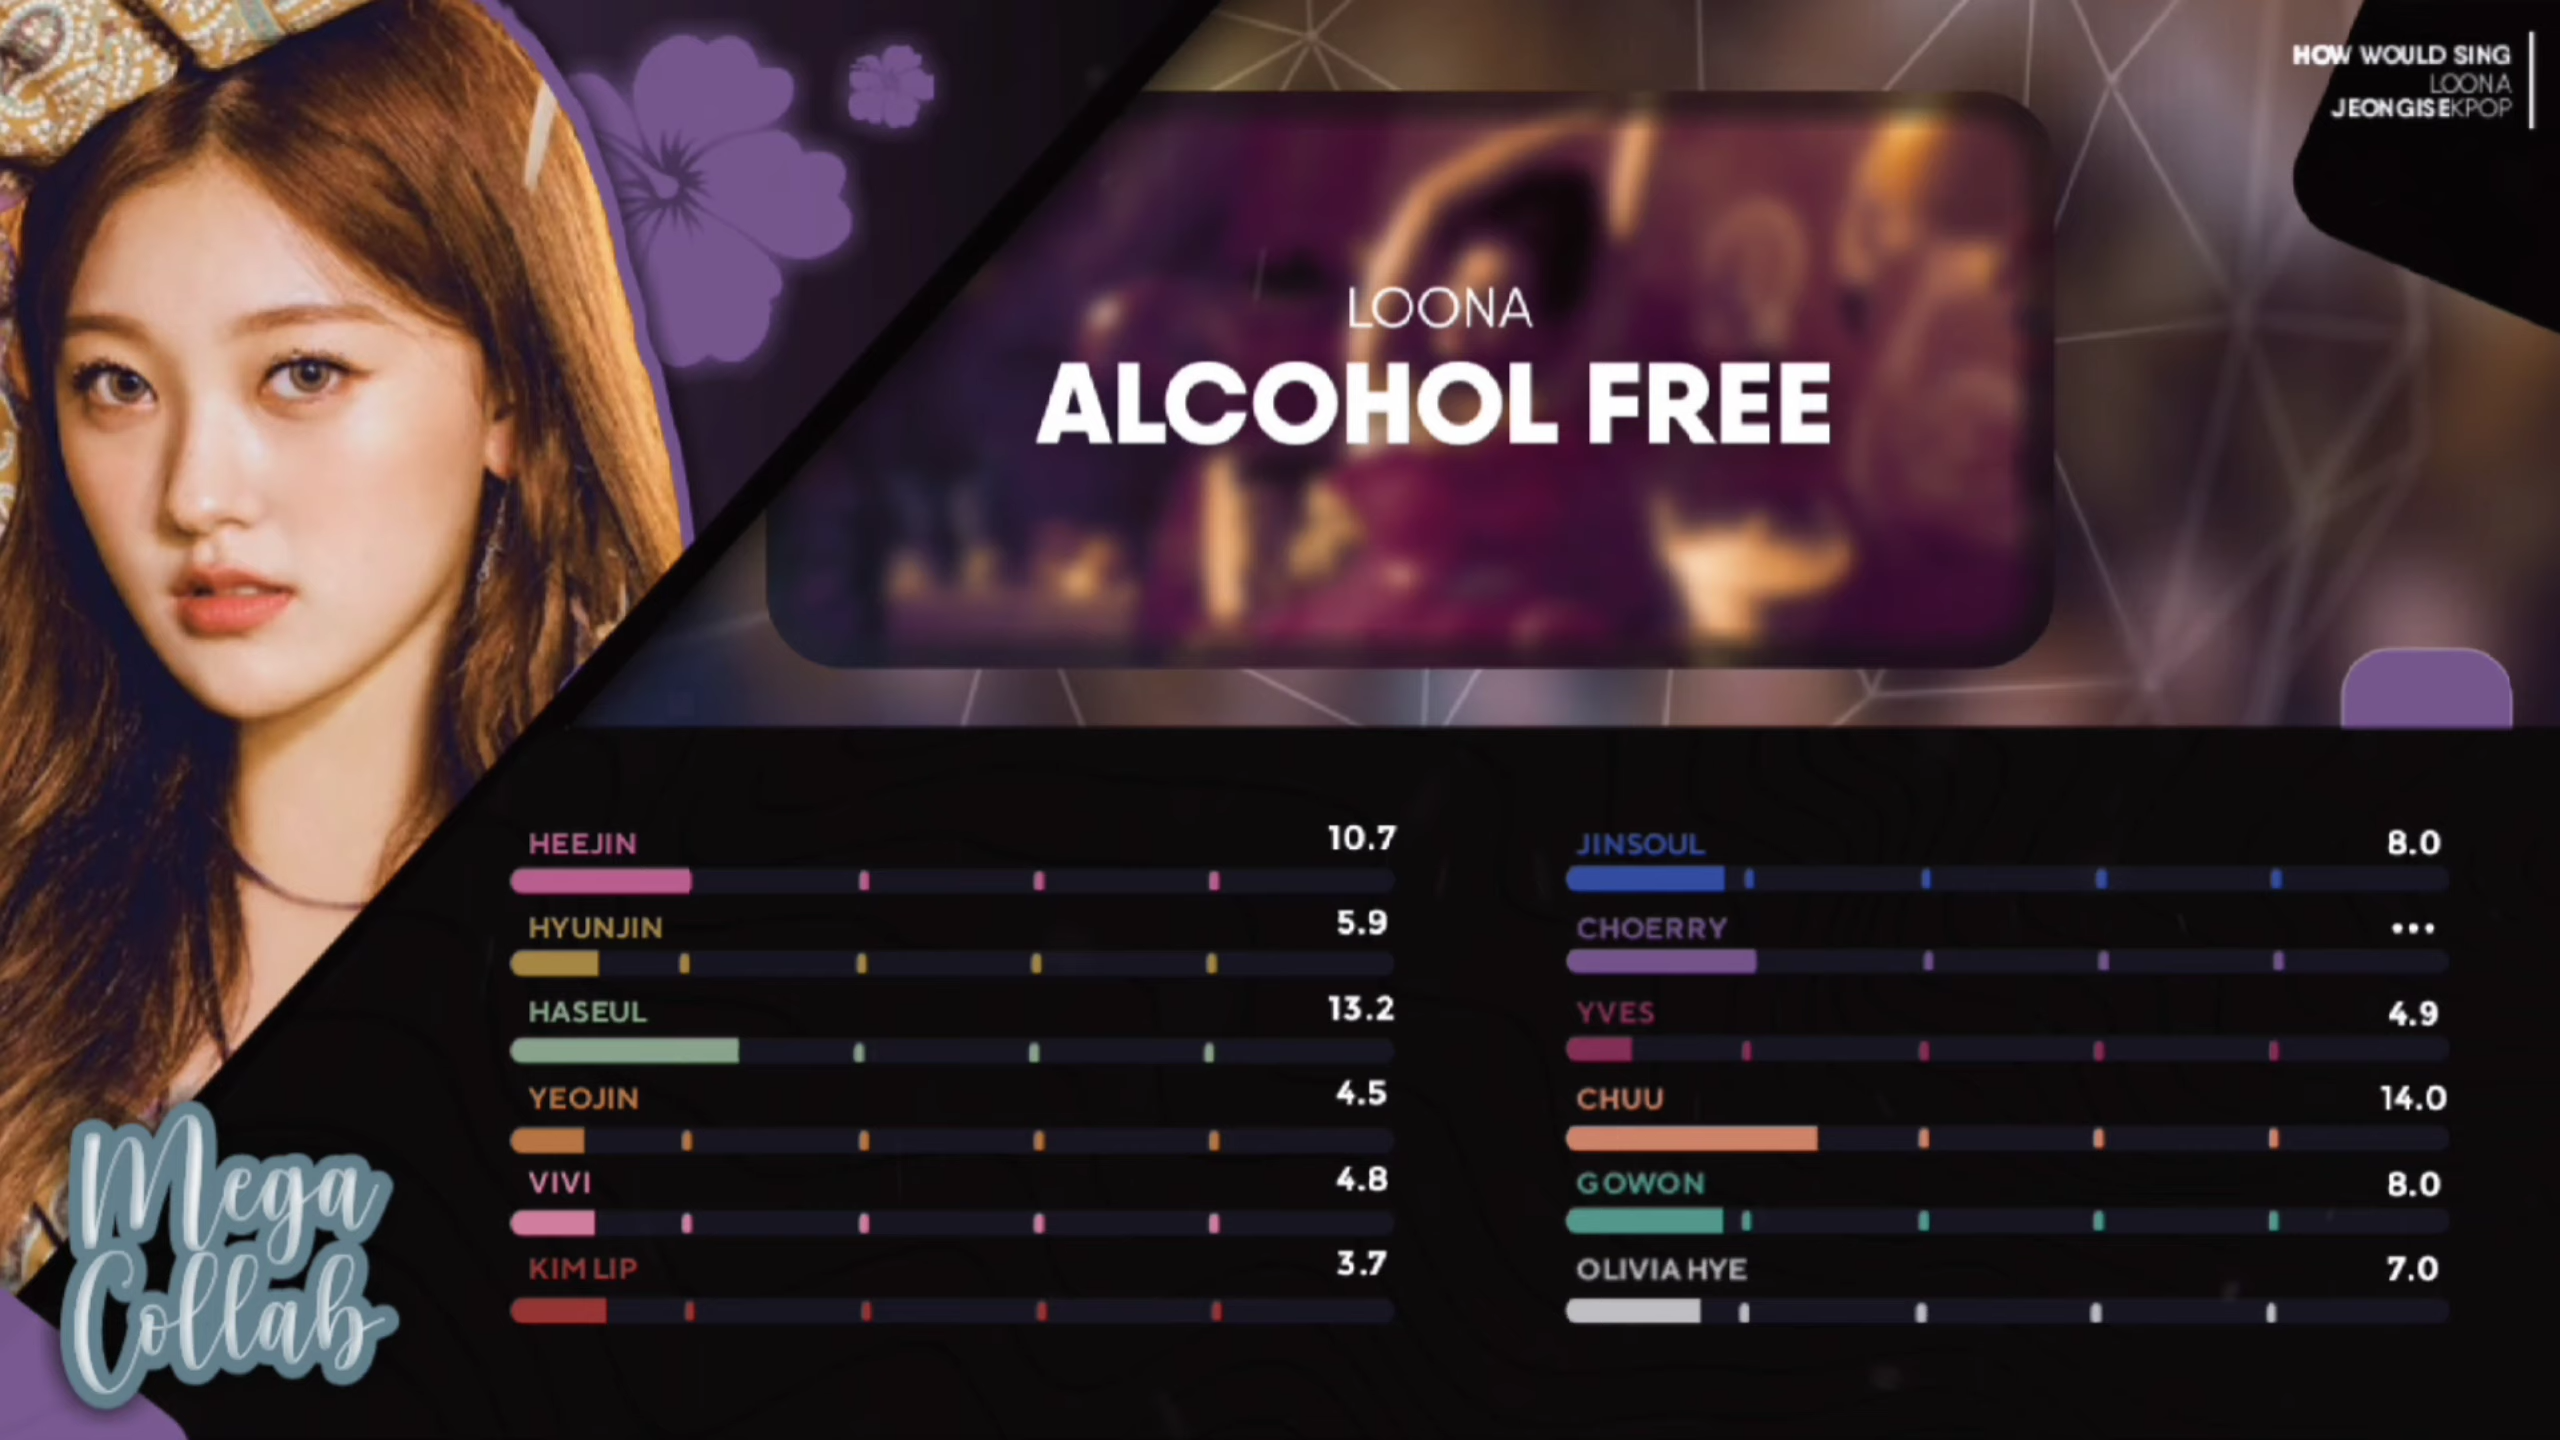 HOW WOULD SING
LOONA
JEONGISEKPOP
LOONA
ALCOHOL FREE
HEEJIN 10.7
HYUNJIN 5.9
HASEUL 13.2
YEOJIN 4.5
VIVI 4.8
KIM LIP 3.7
JINSOUL 8.0
CHOERRY ...
YVES 4.9
CHUU 14.0
GOWON 8.0
OLIVIA HYE 7.0
Mega
Collab